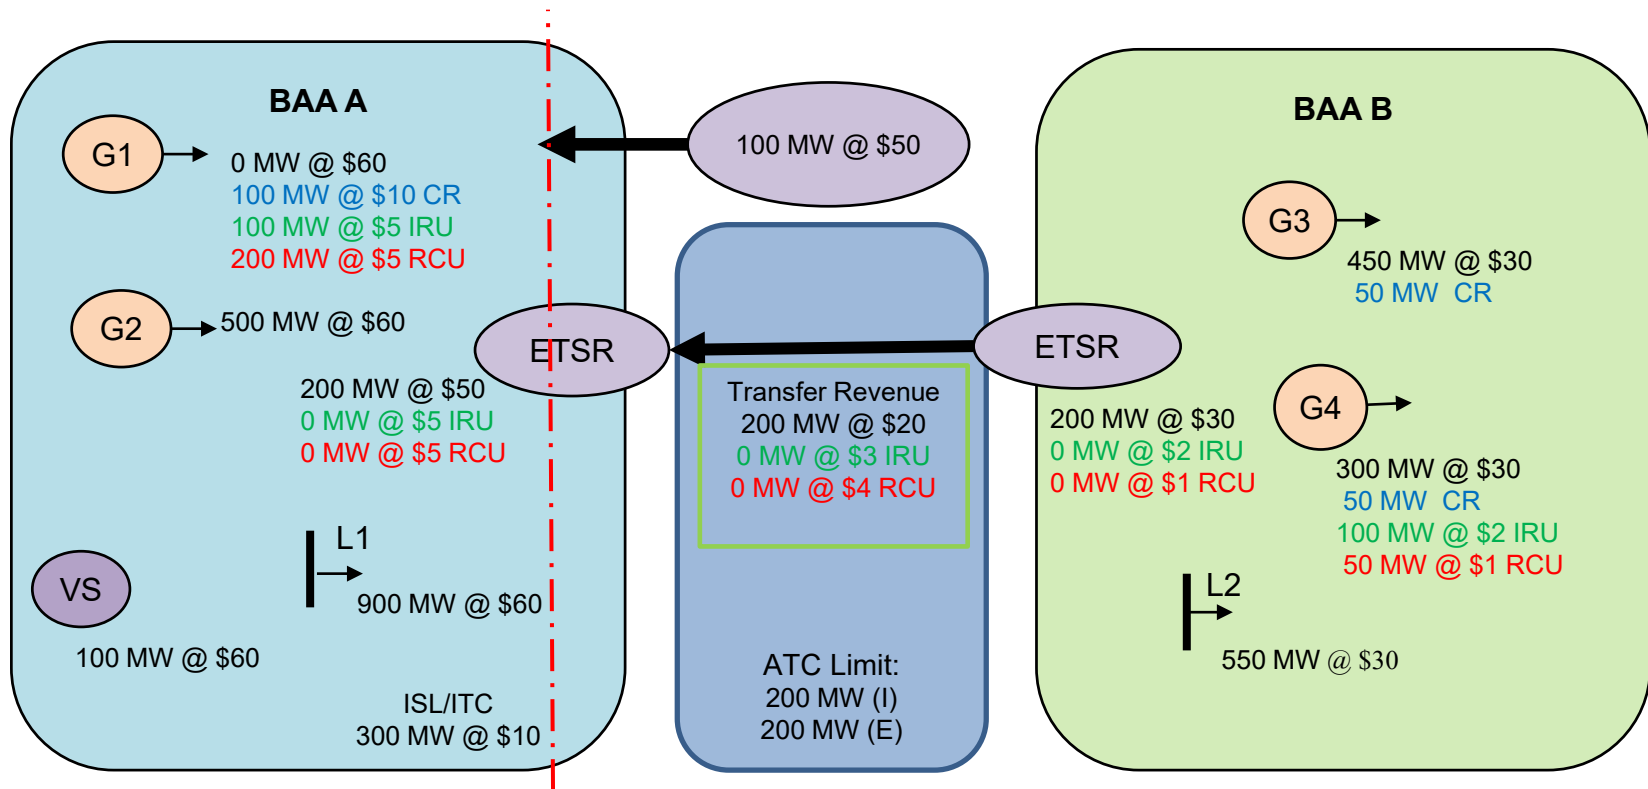 BAA A
G1
0 MW @ $60
100 MW @ $10 CR
100 MW @ $5 IRU
200 MW @ $5 RCU
G2
500 MW @ $60
ETSR
200 MW @ $50
0 MW @ $5 IRU
0 MW @ $5 RCU
L1
900 MW @ $60
VS
100 MW @ $60
ISL/ITC
300 MW @ $10
100 MW @ $50
Transfer Revenue
200 MW @ $20
0 MW @ $3 IRU
0 MW @ $4 RCU
ATC Limit:
200 MW (I)
200 MW (E)
BAA B
G3
450 MW @ $30
50 MW CR
ETSR
200 MW @ $30
0 MW @ $2 IRU
0 MW @ $1 RCU
G4
300 MW @ $30
50 MW CR
100 MW @ $2 IRU
50 MW @ $1 RCU
L2
550 MW @ $30